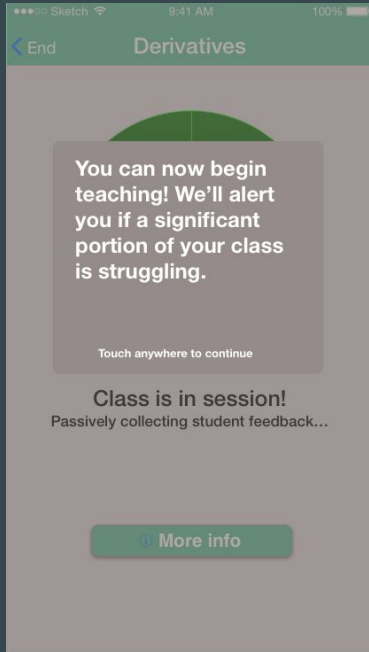 Sketch 9:41 AM 100%
End Derivatives
You can now begin
teaching! We’ll alert
you if a significant
portion of your class
is struggling.
Touch anywhere to continue
Class is in session!
Passively collecting student feedback...
More info